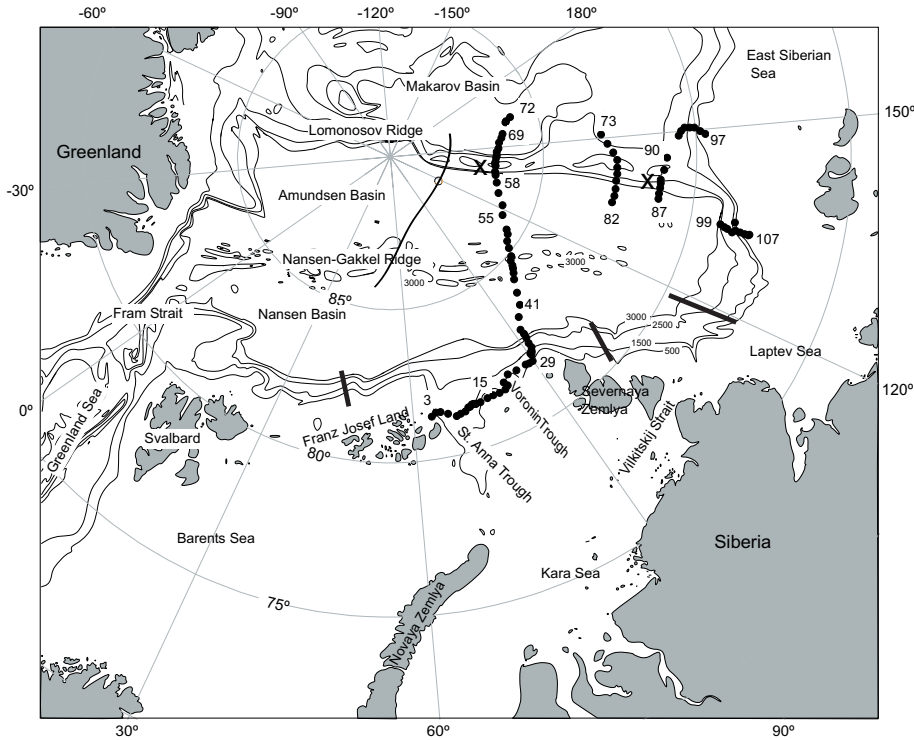 -60º
-90º
-120º
-150º
180º
East Siberian
Sea
Makarov Basin
72
73
150º
Lomonosov Ridge
69
97
90
Greenland
X
X
58
-30º
Amundsen Basin
55
82
87
99
107
Nansen-Gakkel Ridge
3000
3000
85º
41
Fram Strait
Nansen Basin
3000
2500
1500
500
Laptev Sea
29
15
120º
3
Severnaya
Zemlya
0º
Greenland Sea
Svalbard
Franz Josef Land
80º
Voronin Trough
St. Anna Trough
Vilkitskij Strait
Barents Sea
Siberia
Kara Sea
75º
Novaya Zemlya
30º
60º
90º